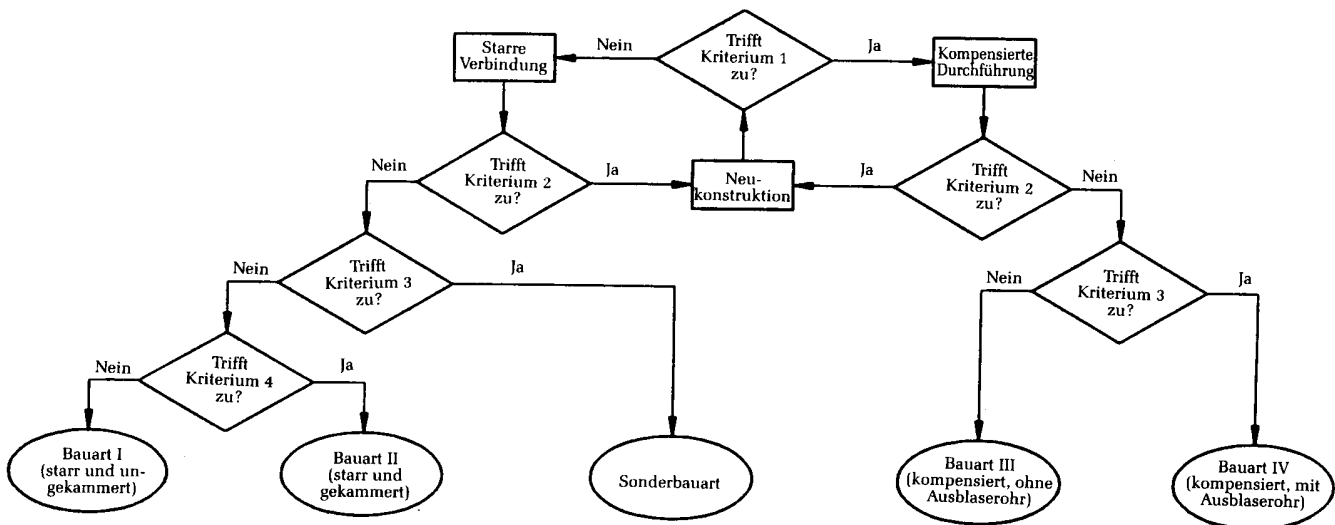 Starre
Verbindung
Nein
Trifft
Kriterium 1
zu?
Ja
Kompensierte
Durchführung
Nein
Trifft
Kriterium 2
zu?
Ja
Neu-
konstruktion
Ja
Trifft
Kriterium 2
zu?
Nein
Nein
Trifft
Kriterium 3
zu?
Ja
Nein
Trifft
Kriterium 3
zu?
Ja
Nein
Trifft
Kriterium 4
zu?
Ja
Bauart I
(starr und un-
gekammert)
Bauart II
(starr und
gekammert)
Sonderbauart
Bauart III
(kompensiert, ohne
Ausblaserohr)
Bauart IV
(kompensiert, mit
Ausblaserohr)